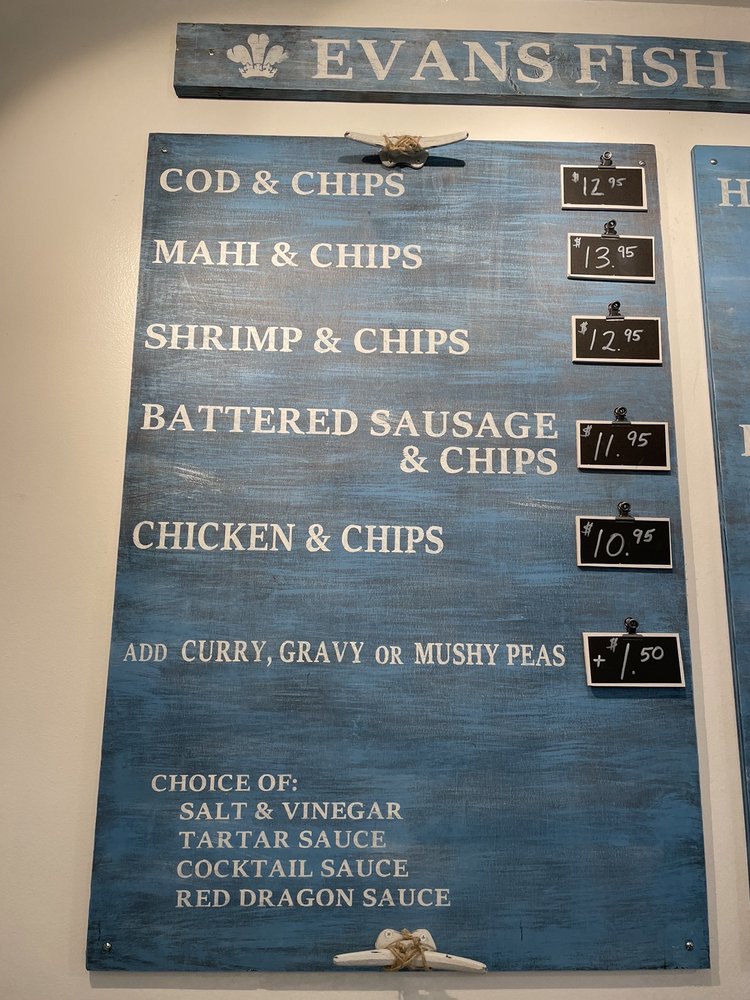 EVANS FISH
COD & CHIPS $12.95
MAHI & CHIPS $13.95
SHRIMP & CHIPS $12.95
BATTERED SAUSAGE
& CHIPS $11.95
CHICKEN & CHIPS $10.95
ADD CURRY, GRAVY OR MUSHY PEAS +$1.50
CHOICE OF:
SALT & VINEGAR
TARTAR SAUCE
COCKTAIL SAUCE
RED DRAGON SAUCE
H